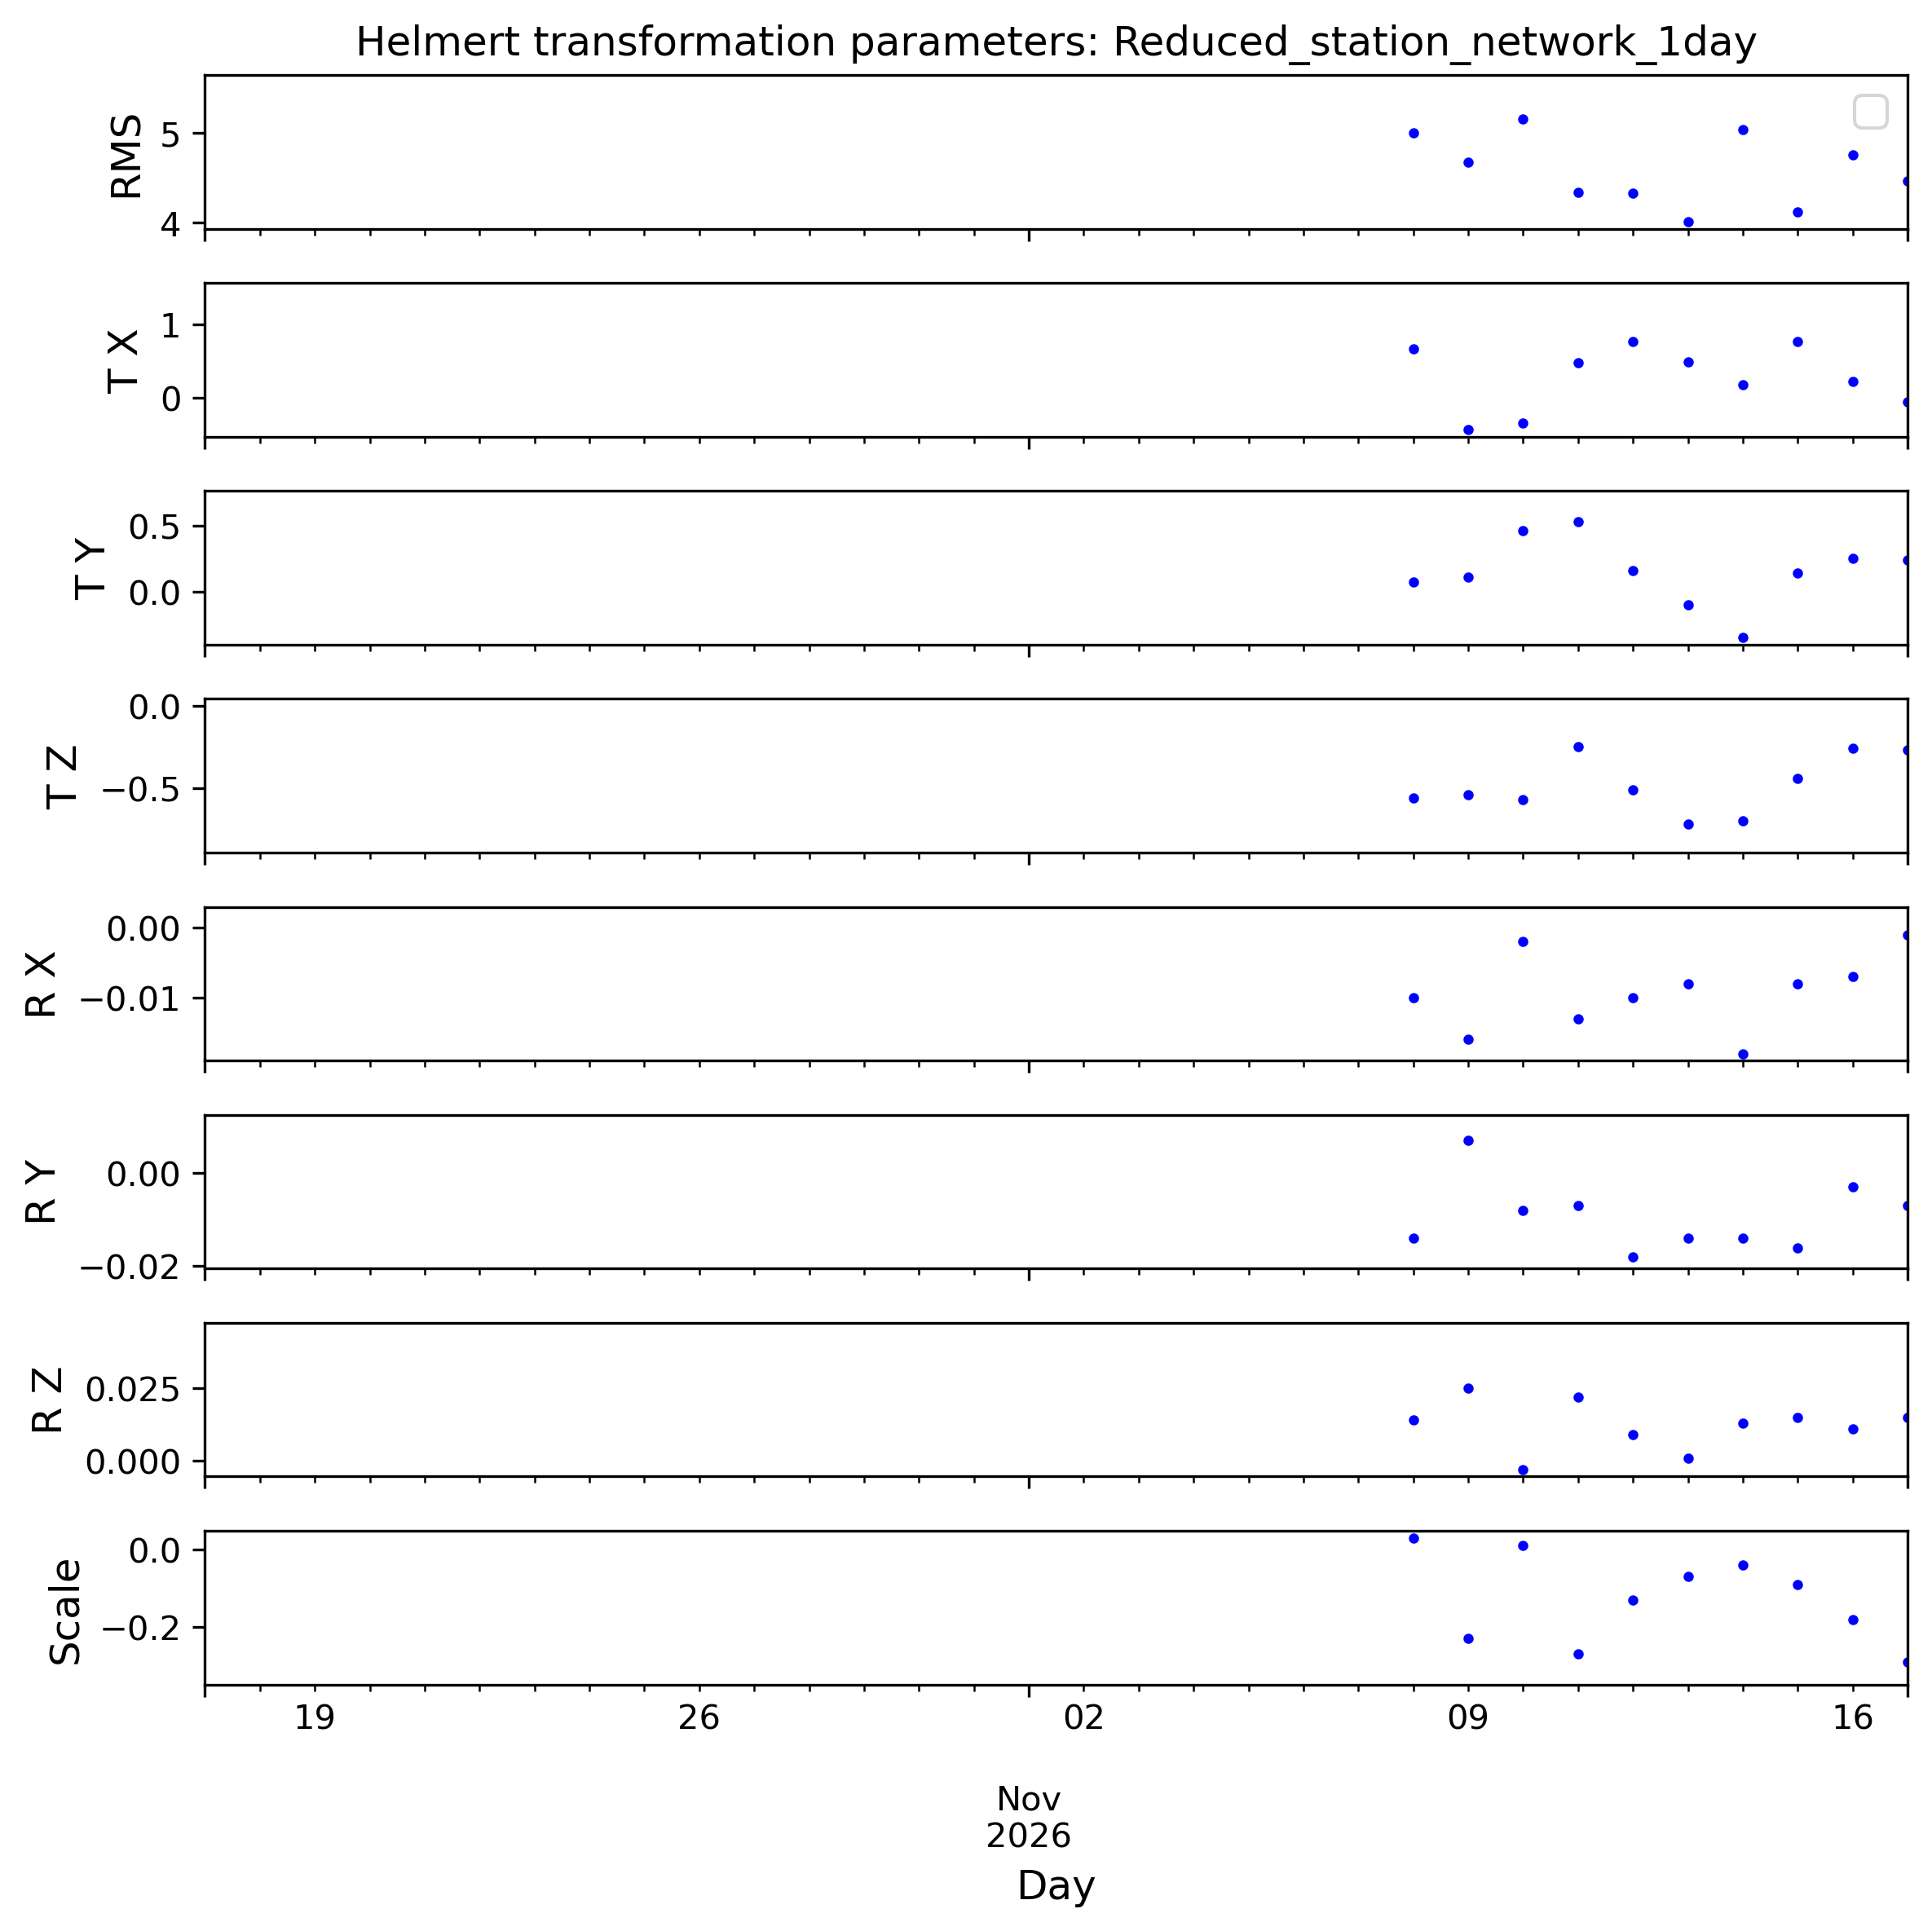 Helmert transformation parameters: Reduced_station_network_1day
RMS
5
4
T X
1
0
T Y
0.5
0.0
T Z
0.0
−0.5
R X
0.00
−0.01
R Y
0.00
−0.02
R Z
0.025
0.000
Scale
0.0
−0.2
19 26 02 09 16
Nov
2026
Day